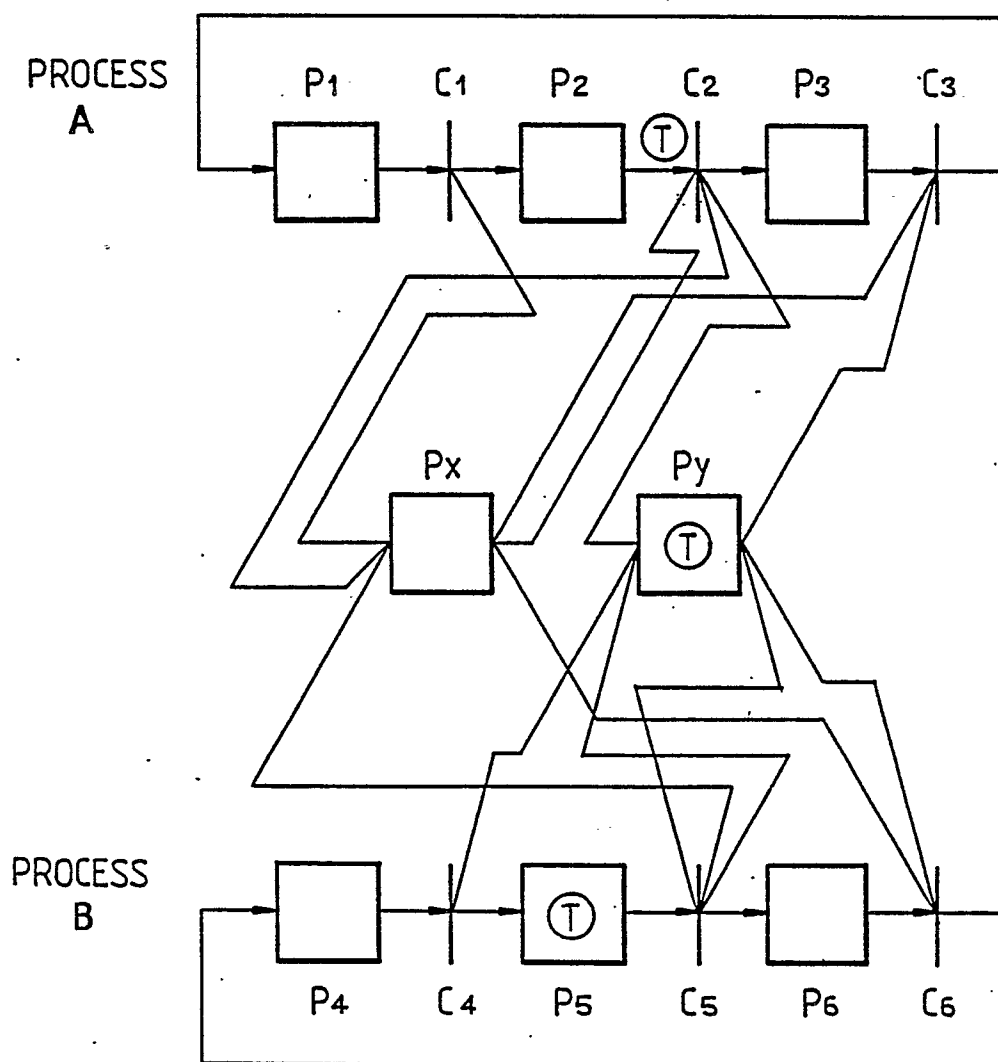 PROCESS
A
P1 C1 P2 C2 P3 C3
T
Px Py
T
PROCESS
B
T
P4 C4 P5 C5 P6 C6